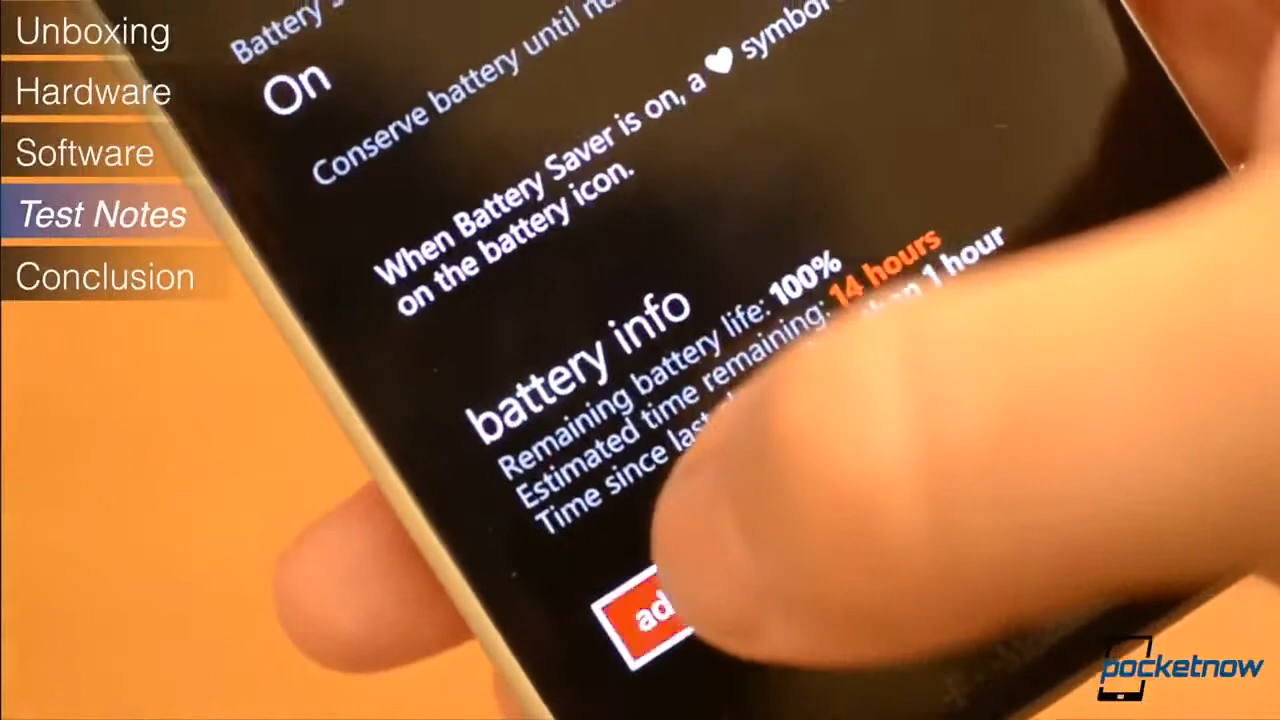 Unboxing
Hardware
Software
Test Notes
Conclusion
Battery
On
Conserve battery until
When Battery Saver is on, a ♥ symbol
on the battery icon.
battery info
Remaining battery life: 100%
Estimated time remaining: 14 hours
Time since 1 hour
pocketnow